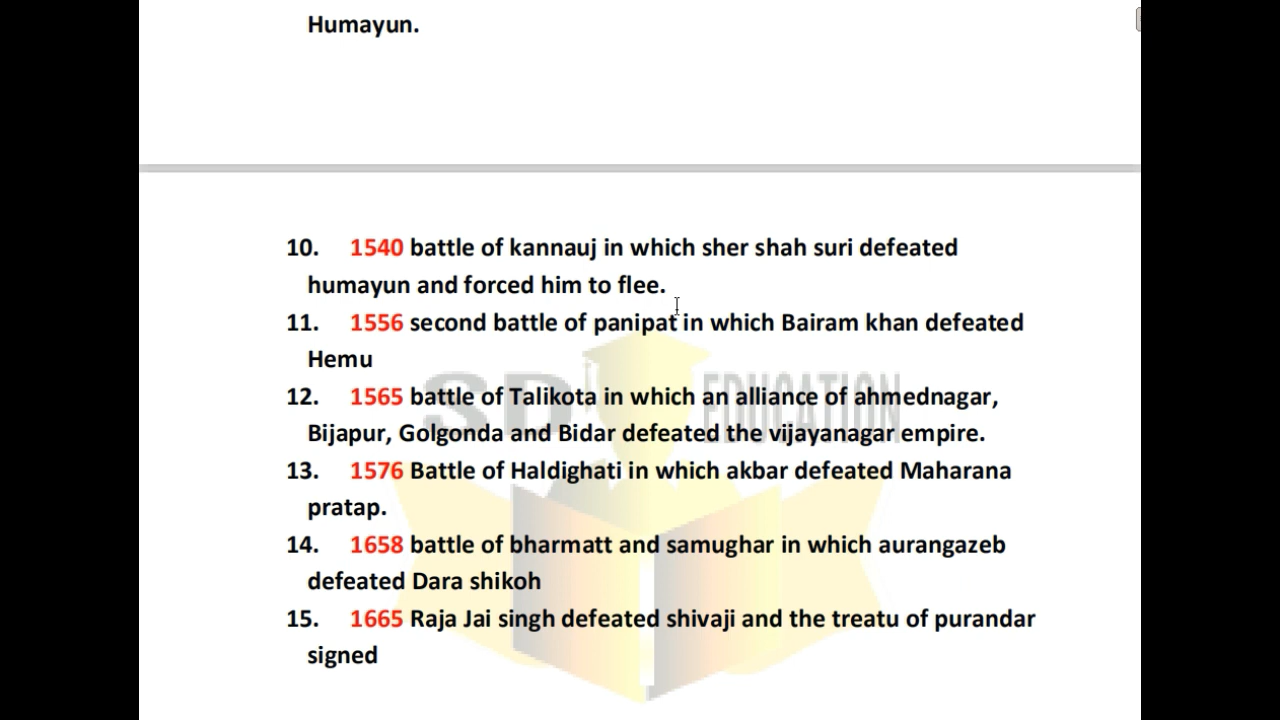 Humayun.
10. 1540 battle of kannauj in which sher shah suri defeated
humayun and forced him to flee.
11. 1556 second battle of panipat in which Bairam khan defeated
Hemu
12. 1565 battle of Talikota in which an alliance of ahmednagar,
Bijapur, Golgonda and Bidar defeated the vijayanagar empire.
13. 1576 Battle of Haldighati in which akbar defeated Maharana
pratap.
14. 1658 battle of bharmatt and samughar in which aurangazeb
defeated Dara shikoh
15. 1665 Raja Jai singh defeated shivaji and the treatu of purandar
signed
SD EDUCATION